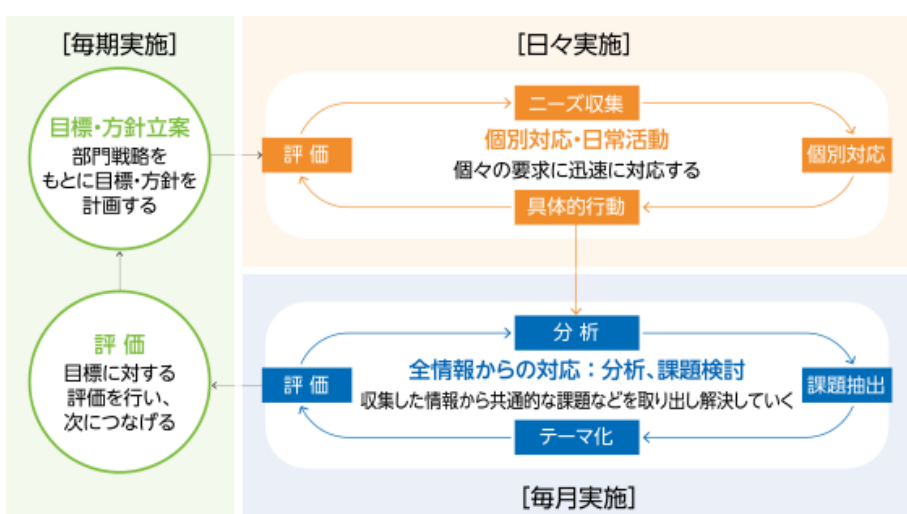 [毎期実施]
目標・方針立案
部門戦略を
もとに目標・方針を
計画する
評 価
目標に対する
評価を行い、
次につなげる
[日々実施]
ニーズ収集
評 価
個別対応・日常活動
個々の要求に迅速に対応する
個別対応
具体的行動
分 析
評 価
全情報からの対応：分析、課題検討
収集した情報から共通的な課題などを取り出し解決していく
課題抽出
テーマ化
[毎月実施]